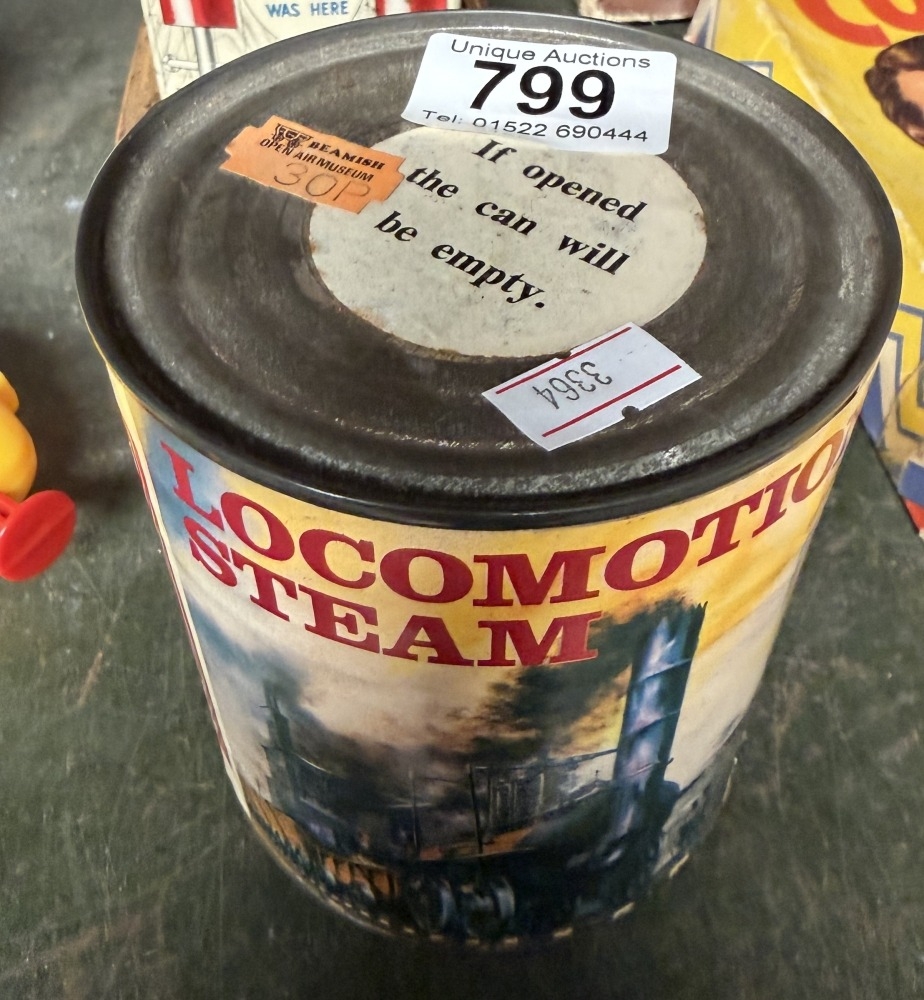 WAS HERE
Unique Auctions
799
Tel: 01522 690444
BEAMISH
OPEN AIR MUSEUM
30P
If opened
the can will
be empty.
3364
LOCOMOTIO
STEAM